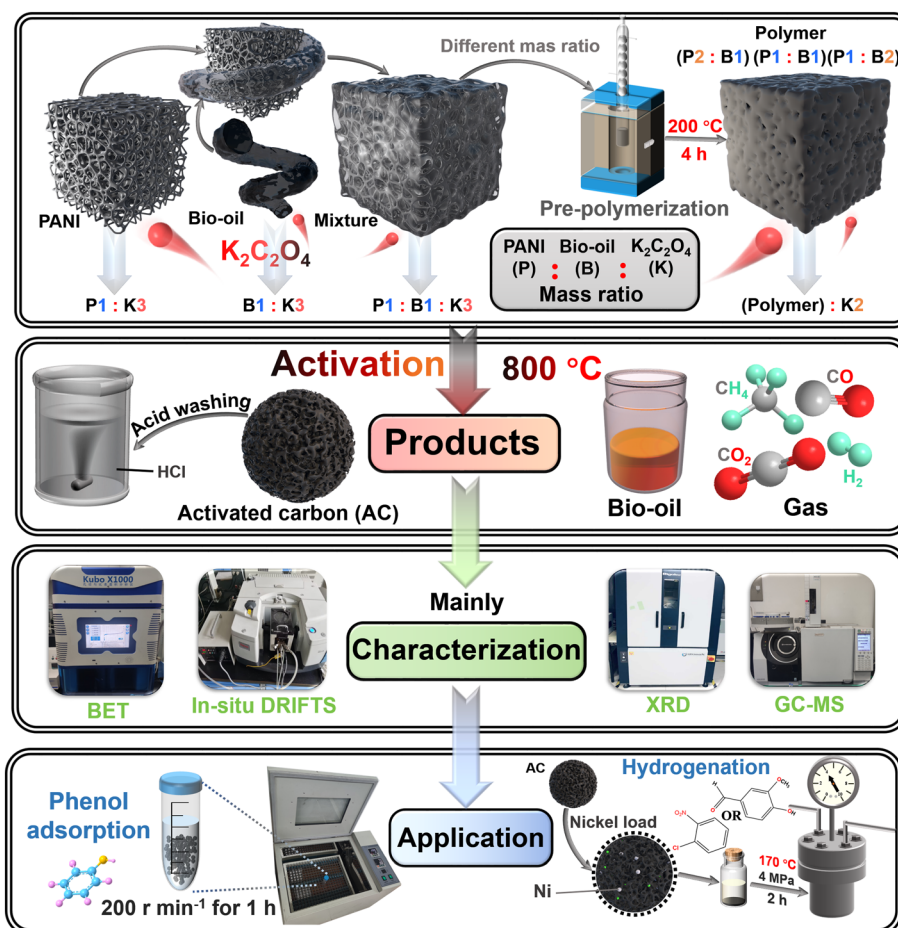 Different mas ratio
Polymer
(P2 : B1) (P1 : B1)(P1 : B2)
200 °C
4 h
PANI
Bio-oil
Mixture
K₂C₂O₄
Pre-polymerization
PANI Bio-oil K₂C₂O₄
(P) : (B) : (K)
Mass ratio
P1 : K3
B1 : K3
P1 : B1 : K3
(Polymer) : K2
Activation 800 °C
Acid washing
HCl
Activated carbon (AC)
Products
Bio-oil
CH₄
CO
CO₂
H₂
Gas
Kubo X1000
BET
In-situ DRIFTS
Mainly
Characterization
XRD
GC-MS
Phenol
adsorption
200 r min⁻¹ for 1 h
Application
AC
Hydrogenation
Nickel load
Ni
O₂N
Cl
OR
H
O
OCH₃
OH
170 °C
4 MPa
2 h